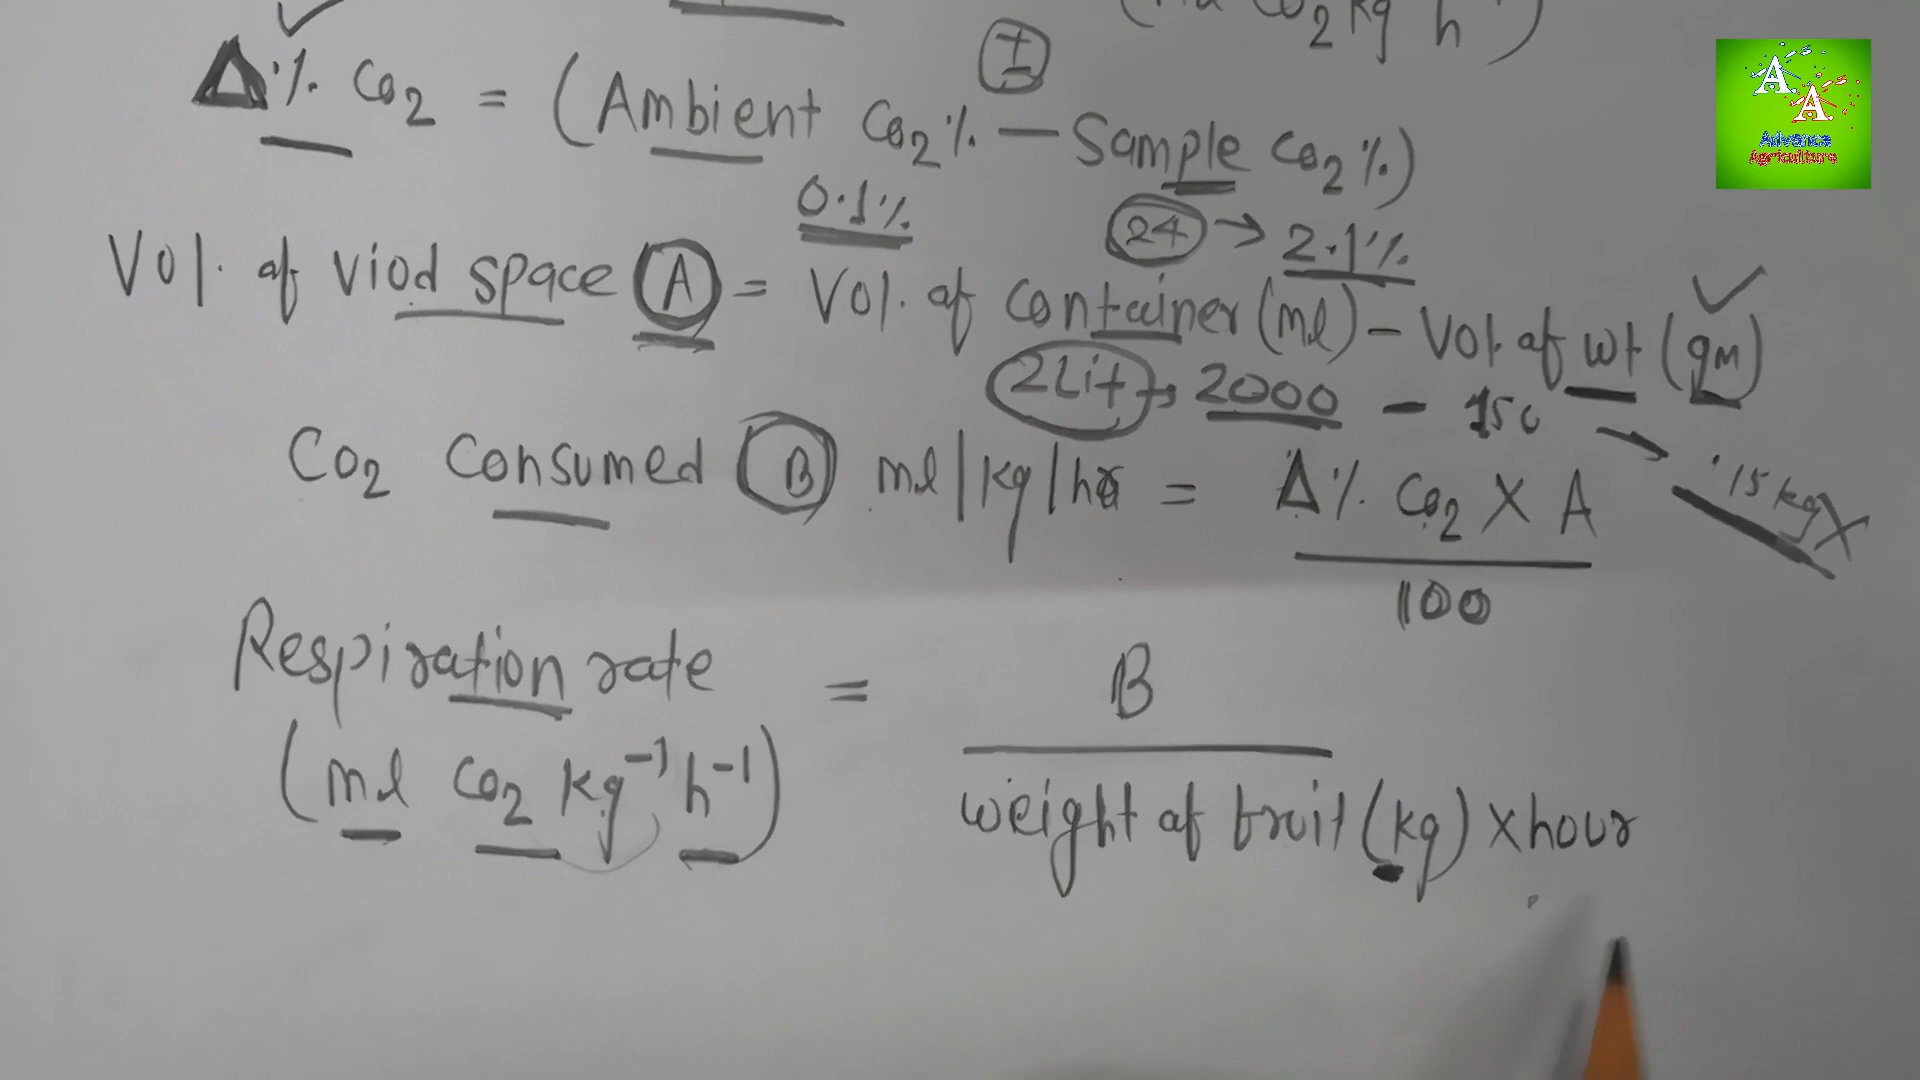 CO2 kg h
I
Δ% CO2 = (Ambient CO2% - Sample CO2%)
0.1%
24 → 2.1%
Vol. of Viod space A = Vol. of container (ml) - Vol. of wt (gm)
2Lit → 2000 - 150 → .15 kg X
CO2 consumed B ml/kg/hr = Δ% CO2 X A
100
Respiration rate = B
(ml CO2 kg-1 h-1) weight of fruit (kg) X hour
A A
Advance
Agriculture